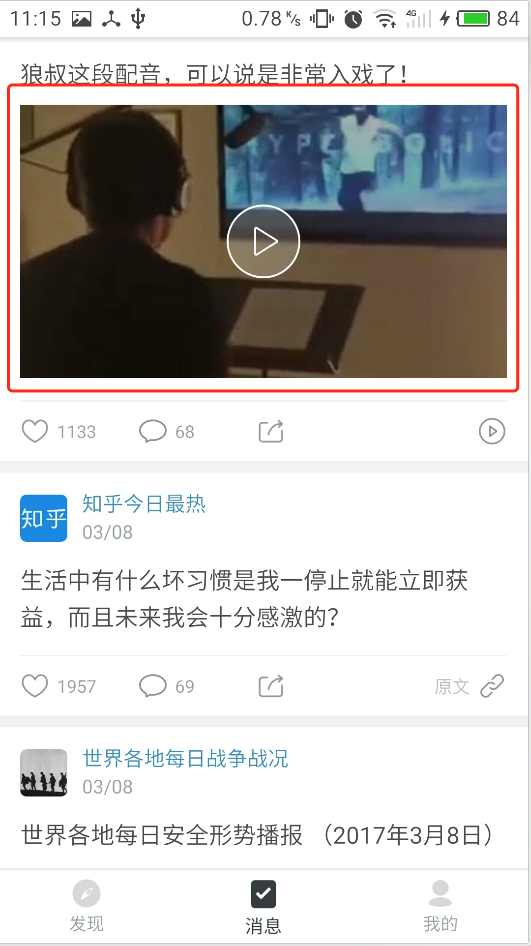 11:15
0.78 K/s
4G
84
狼叔这段配音，可以说是非常入戏了！
HYPERBOLIC
1133
68
知乎
知乎今日最热
03/08
生活中有什么坏习惯是我一停止就能立即获
益，而且未来我会十分感激的？
1957
69
原文
世界各地每日战争战况
03/08
世界各地每日安全形势播报 （2017年3月8日）
发现
消息
我的